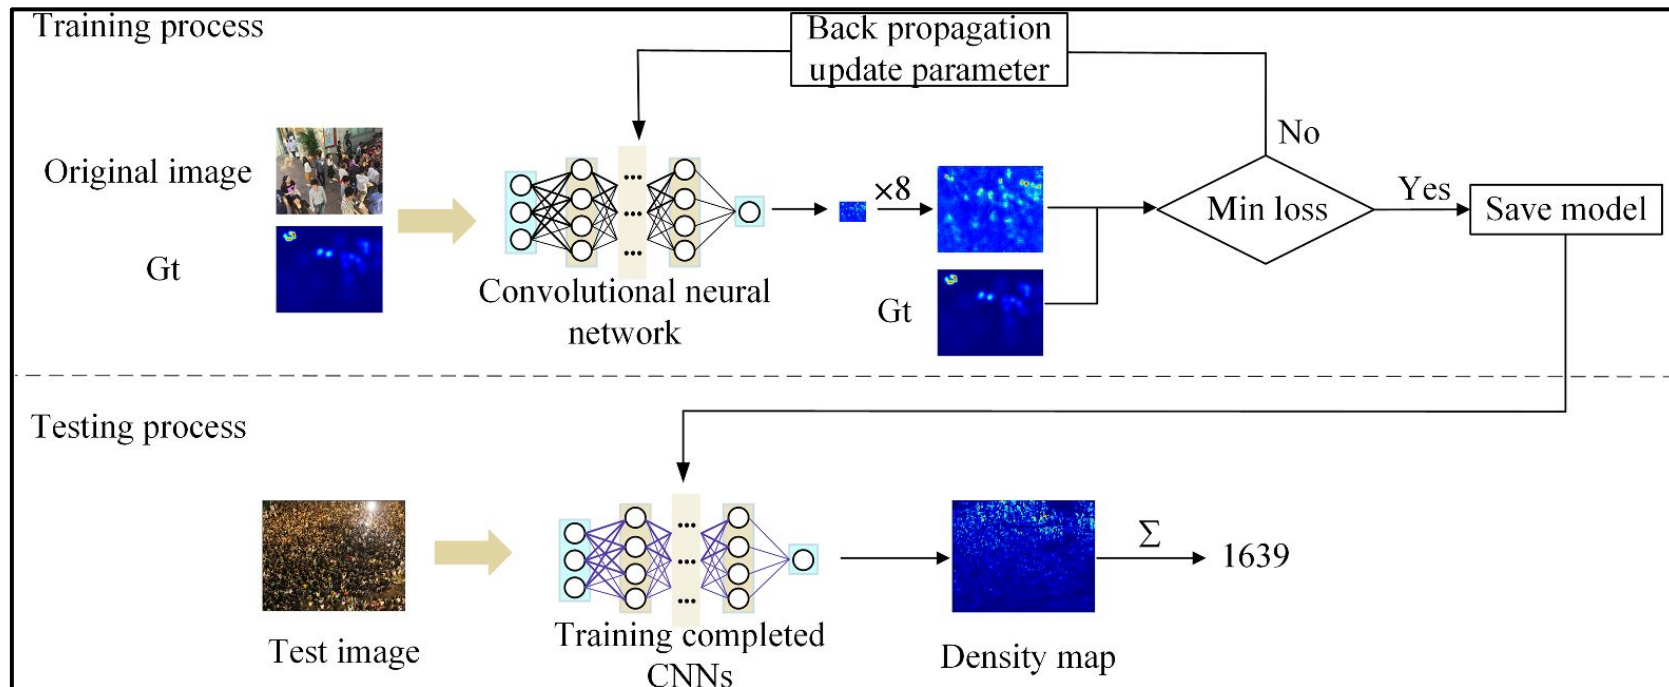 Training process
Back propagation
update parameter
No
Original image
×8
Min loss
Yes
Save model
Gt
Convolutional neural
network
Gt
Testing process
∑
1639
Test image
Training completed
CNNs
Density map